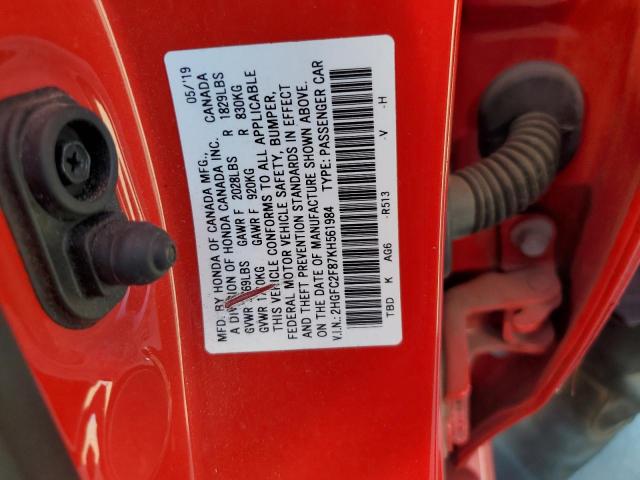 MFD. BY HONDA OF CANADA MFG., 05/'19
A DIVISION OF HONDA CANADA INC. CANADA
GVWR 69LBS GAWR F 2028LBS R 1829LBS
GVWR KG GAWR F 920KG R 830KG
THIS VEHICLE CONFORMS TO ALL APPLICABLE
FEDERAL MOTOR VEHICLE SAFETY, BUMPER,
AND THEFT PREVENTION STANDARDS IN EFFECT
ON THE DATE OF MANUFACTURE SHOWN ABOVE.
V.I.N.: 2HGFC2F87KH561984 TYPE: PASSENGER CAR
TBD K AG6 -R513 -V -H